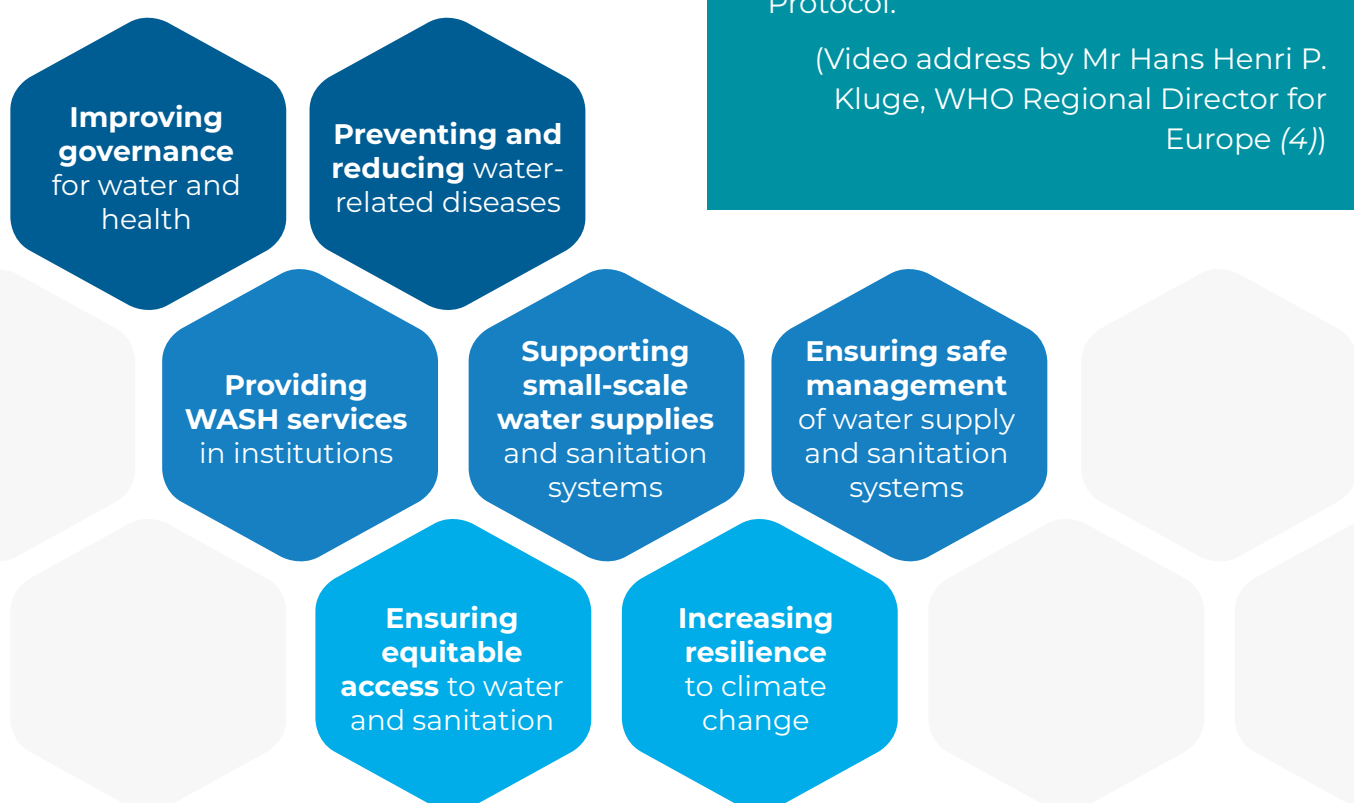 Protocol.
(Video address by Mr Hans Henri P.
Kluge, WHO Regional Director for
Europe (4))
Improving
governance
for water and
health
Preventing and
reducing water-
related diseases
Providing
WASH services
in institutions
Supporting
small-scale
water supplies
and sanitation
systems
Ensuring safe
management
of water supply
and sanitation
systems
Ensuring
equitable
access to water
and sanitation
Increasing
resilience
to climate
change